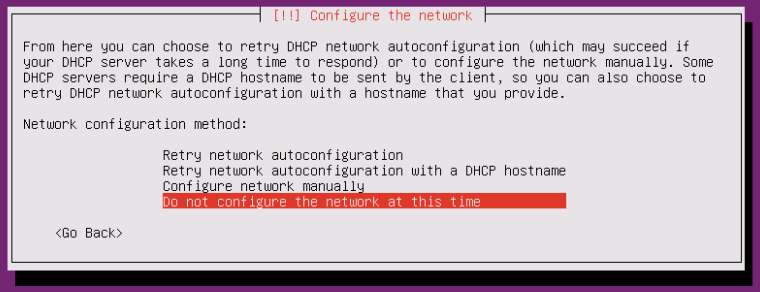 [!!] Configure the network
From here you can choose to retry DHCP network autoconfiguration (which may succeed if
your DHCP server takes a long time to respond) or to configure the network manually. Some
DHCP servers require a DHCP hostname to be sent by the client, so you can also choose to
retry DHCP network autoconfiguration with a hostname that you provide.
Network configuration method:
Retry network autoconfiguration
Retry network autoconfiguration with a DHCP hostname
Configure network manually
Do not configure the network at this time
<Go Back>